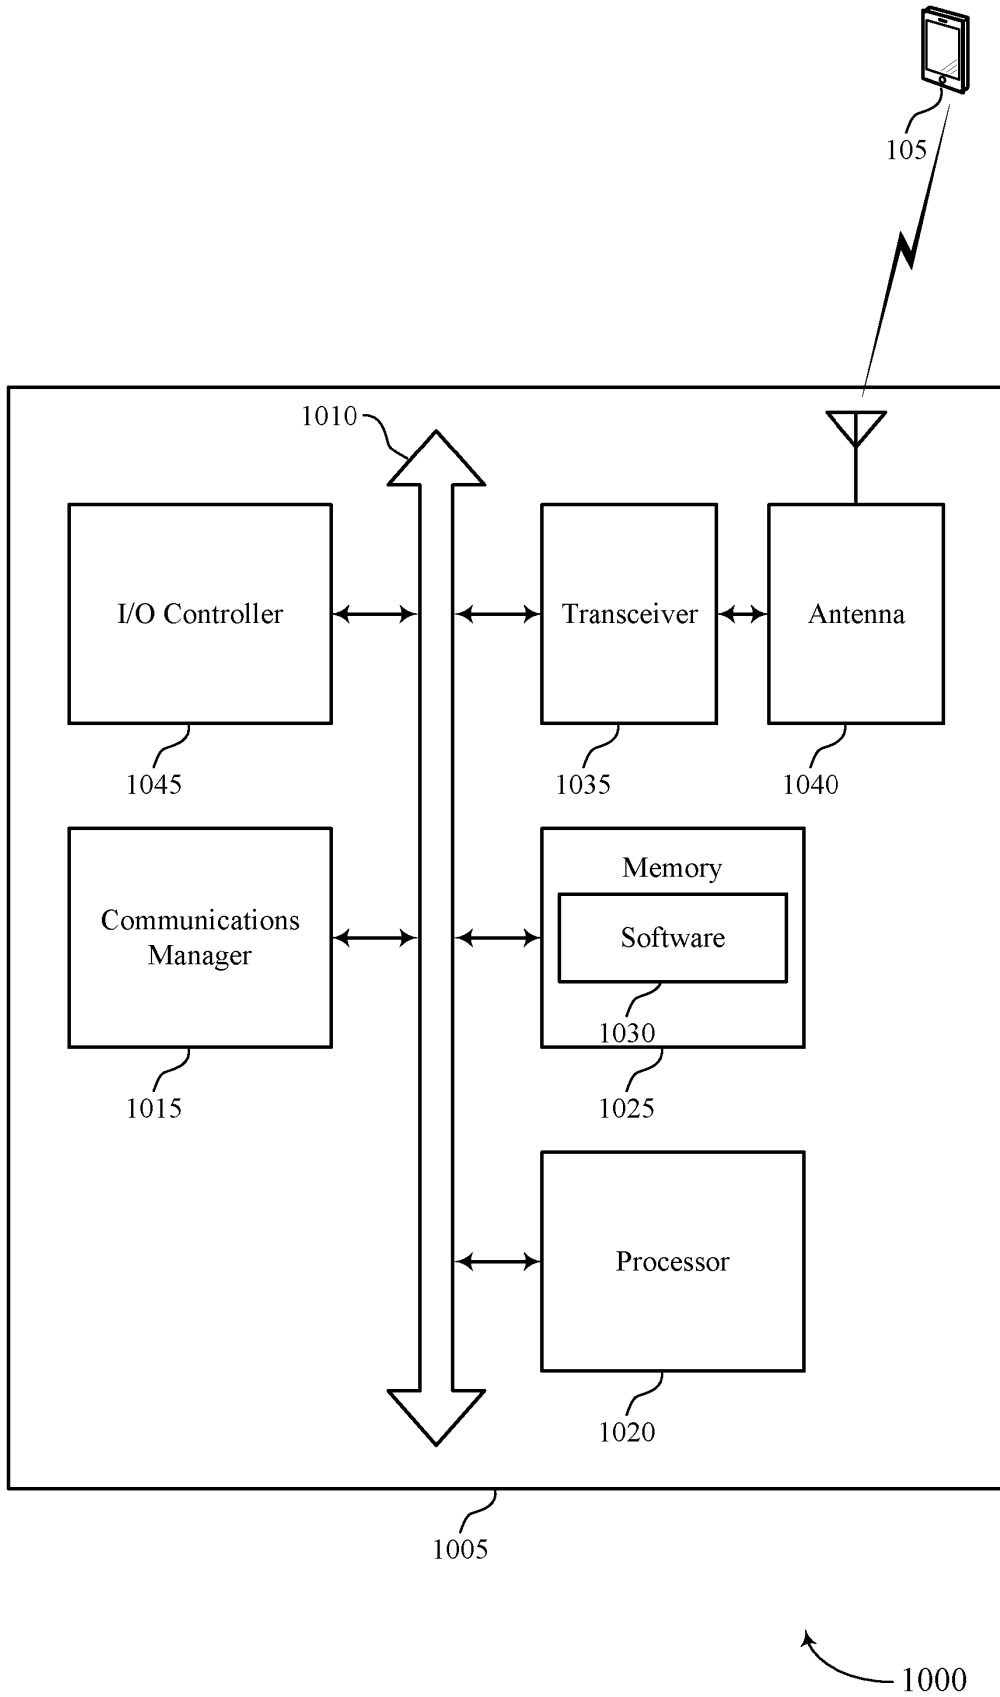 105
1010
I/O Controller
Transceiver
Antenna
1045
1035
1040
Communications
Manager
Memory
Software
1030
1015
1025
Processor
1020
1005
1000